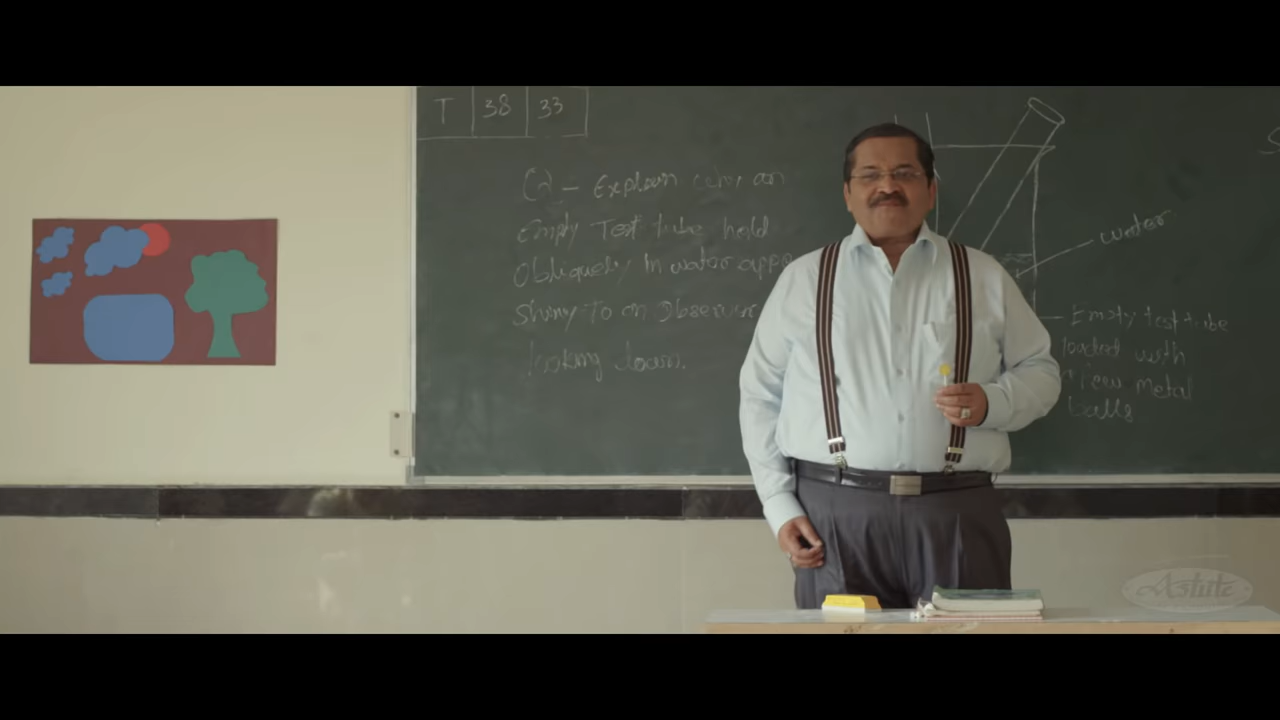 T 38 33
Q - Explain why an
Empty Test tube held
Obliquely In water appe
Shiny To an Observer
looking down.
water
Empty test tube
loaded with
few Metal
balls
Astute